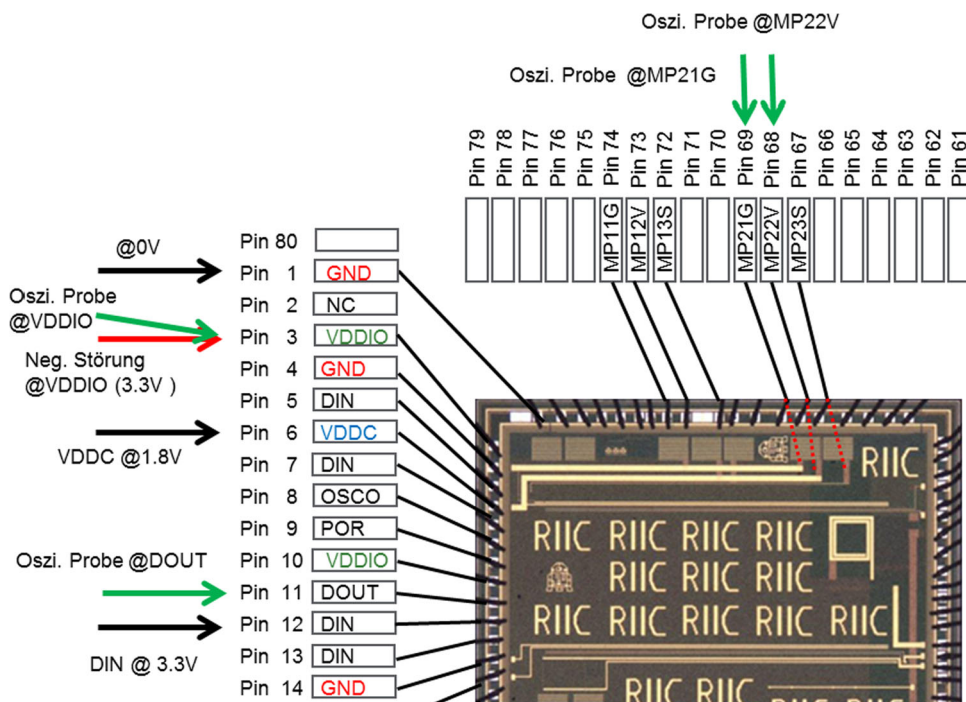 Oszi. Probe @MP22V
Oszi. Probe @MP21G
Pin 79
Pin 78
Pin 77
Pin 76
Pin 75
Pin 74
Pin 73
Pin 72
Pin 71
Pin 70
Pin 69
Pin 68
Pin 67
Pin 66
Pin 65
Pin 64
Pin 63
Pin 62
Pin 61
MP11G
MP12V
MP13S
MP21G
MP22V
MP23S
@0V
Pin 80
Pin 1 GND
Pin 2 NC
Oszi. Probe
@VDDIO
Pin 3 VDDIO
Neg. Störung
@VDDIO (3.3V )
Pin 4 GND
Pin 5 DIN
Pin 6 VDDC
VDDC @1.8V
Pin 7 DIN
Pin 8 OSCO
Pin 9 POR
Pin 10 VDDIO
Oszi. Probe @DOUT
Pin 11 DOUT
Pin 12 DIN
DIN @ 3.3V
Pin 13 DIN
Pin 14 GND
RIIC
RIIC RIIC RIIC RIIC
RIIC RIIC RIIC
RIIC RIIC RIIC RIIC RIIC
RIIC RIIC
RIIC RIIC